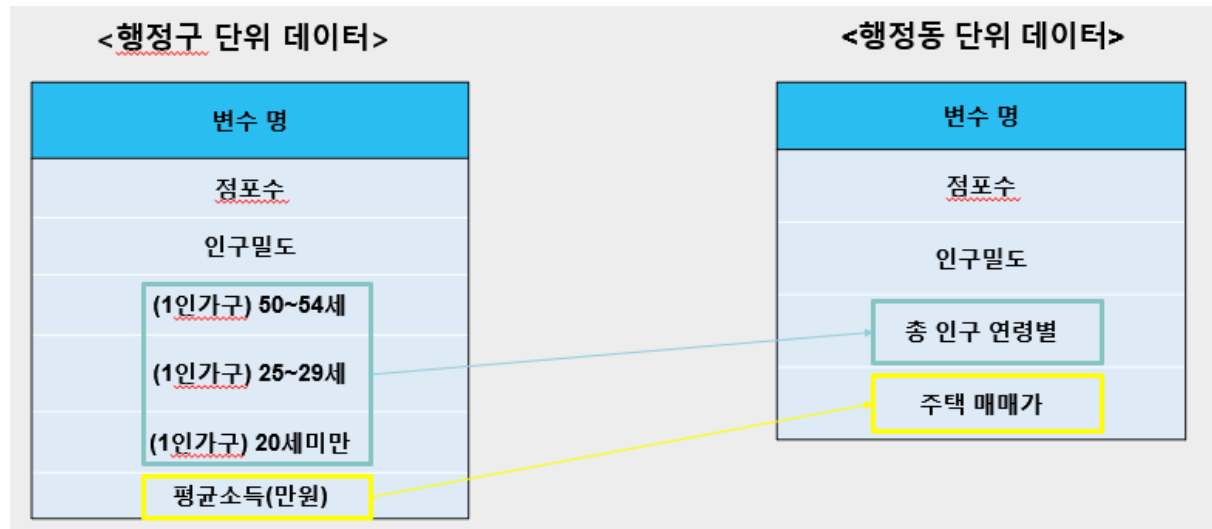 <행정구 단위 데이터>
변수 명
점포수
인구밀도
(1인가구) 50~54세
(1인가구) 25~29세
(1인가구) 20세미만
평균소득(만원)
<행정동 단위 데이터>
변수 명
점포수
인구밀도
총 인구 연령별
주택 매매가